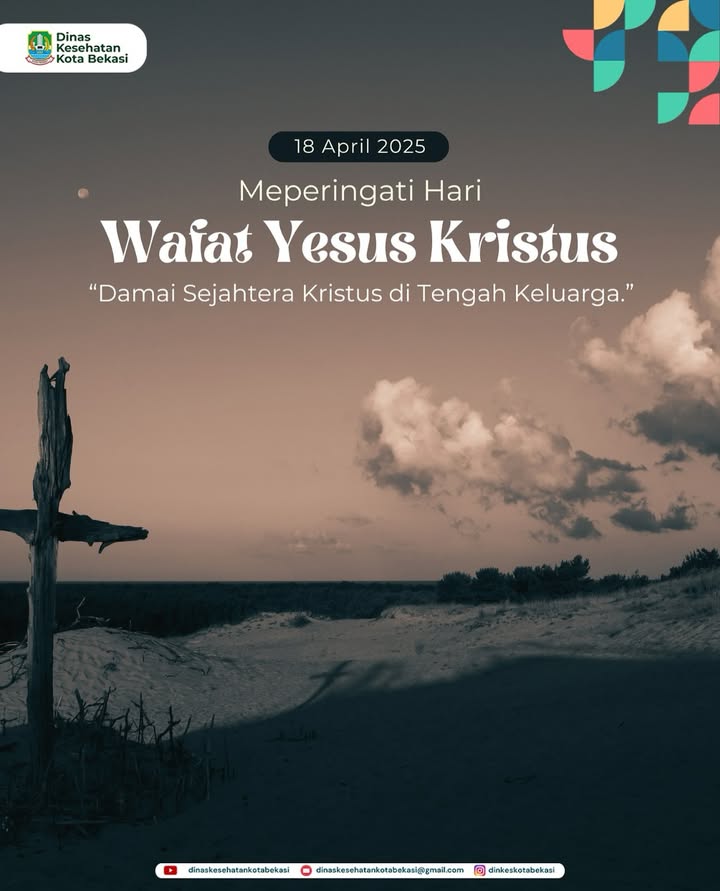 Dinas
Kesehatan
Kota Bekasi
18 April 2025
Meperingati Hari
Wafat Yesus Kristus
“Damai Sejahtera Kristus di Tengah Keluarga.”
dinaskesehatankotabekasi dinaskesehatankotabekasi@gmail.com dinkeskotabekasi